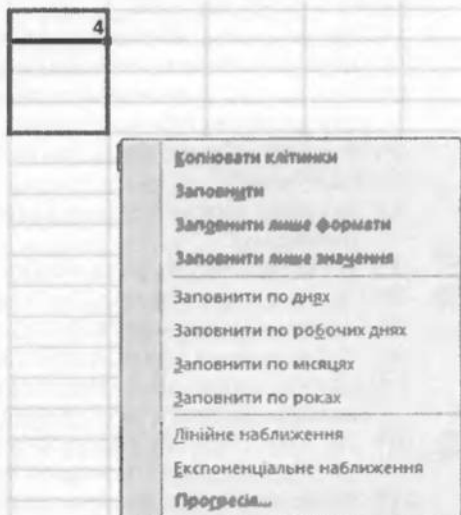 4
Копіювати клітинки
Заповнити
Заповнити лише формати
Заповнити лише значення
Заповнити по днях
Заповнити по робочих днях
Заповнити по місяцях
Заповнити по роках
Лінійне наближення
Експоненціальне наближення
Прогресія...